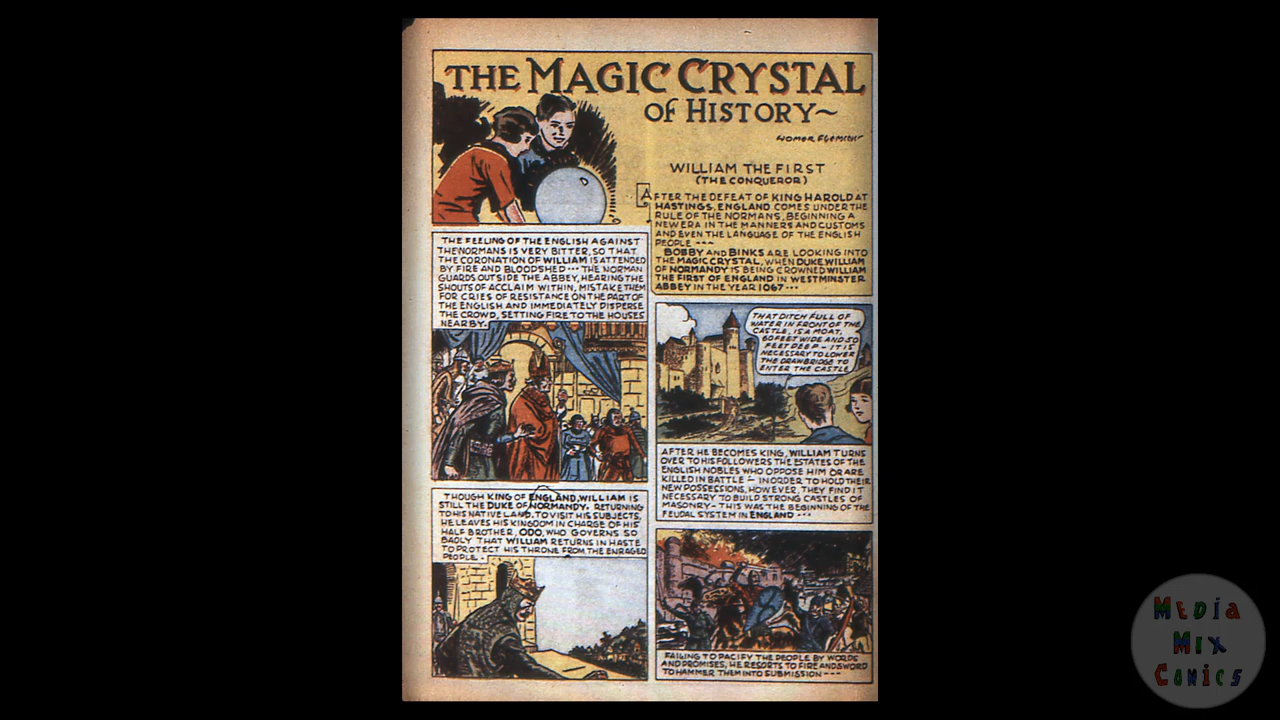 THE MAGIC CRYSTAL
OF HISTORY~
HOMER FLEMING
WILLIAM THE FIRST
(THE CONQUEROR)
AFTER THE DEFEAT OF KING HAROLD AT
HASTINGS, ENGLAND COMES UNDER THE
RULE OF THE NORMANS, BEGINNING A
NEW ERA IN THE MANNERS AND CUSTOMS
AND EVEN THE LANGUAGE OF THE ENGLISH
PEOPLE ---
BOBBY AND BINKS ARE LOOKING INTO
THE MAGIC CRYSTAL, WHEN DUKE WILLIAM
OF NORMANDY IS BEING CROWNED WILLIAM
THE FIRST OF ENGLAND IN WESTMINSTER
ABBEY IN THE YEAR 1067---
THE FEELING OF THE ENGLISH AGAINST
THE NORMANS IS VERY BITTER, SO THAT
THE CORONATION OF WILLIAM IS ATTENDED
BY FIRE AND BLOODSHED --- THE NORMAN
GUARDS OUTSIDE THE ABBEY, HEARING THE
SHOUTS OF ACCLAIM WITHIN, MISTAKE THEM
FOR CRIES OF RESISTANCE ON THE PART OF
THE ENGLISH AND IMMEDIATELY DISPERSE
THE CROWD, SETTING FIRE TO THE HOUSES
NEARBY.
THAT DITCH FULL OF
WATER IN FRONT OF THE
CASTLE, IS A MOAT,
60 FEET WIDE AND 50
FEET DEEP - IT IS
NECESSARY TO LOWER
THE DRAWBRIDGE TO
ENTER THE CASTLE
AFTER HE BECOMES KING, WILLIAM TURNS
OVER TO HIS FOLLOWERS THE ESTATES OF THE
ENGLISH NOBLES WHO OPPOSE HIM OR ARE
KILLED IN BATTLE - IN ORDER TO HOLD THEIR
NEW POSSESSIONS, HOWEVER, THEY FIND IT
NECESSARY TO BUILD STRONG CASTLES OF
MASONRY - THIS WAS THE BEGINNING OF THE
FEUDAL SYSTEM IN ENGLAND ---
THOUGH KING OF ENGLAND, WILLIAM IS
STILL THE DUKE OF NORMANDY. RETURNING
TO HIS NATIVE LAND, TO VISIT HIS SUBJECTS,
HE LEAVES HIS KINGDOM IN CHARGE OF HIS
HALF BROTHER, ODO, WHO GOVERNS SO
BADLY THAT WILLIAM RETURNS IN HASTE
TO PROTECT HIS THRONE FROM THE ENRAGED
PEOPLE.
FAILING TO PACIFY THE PEOPLE BY WORDS
AND PROMISES, HE RESORTS TO FIRE AND SWORD
TO HAMMER THEM INTO SUBMISSION ---
MEDIA
MIX
COMICS